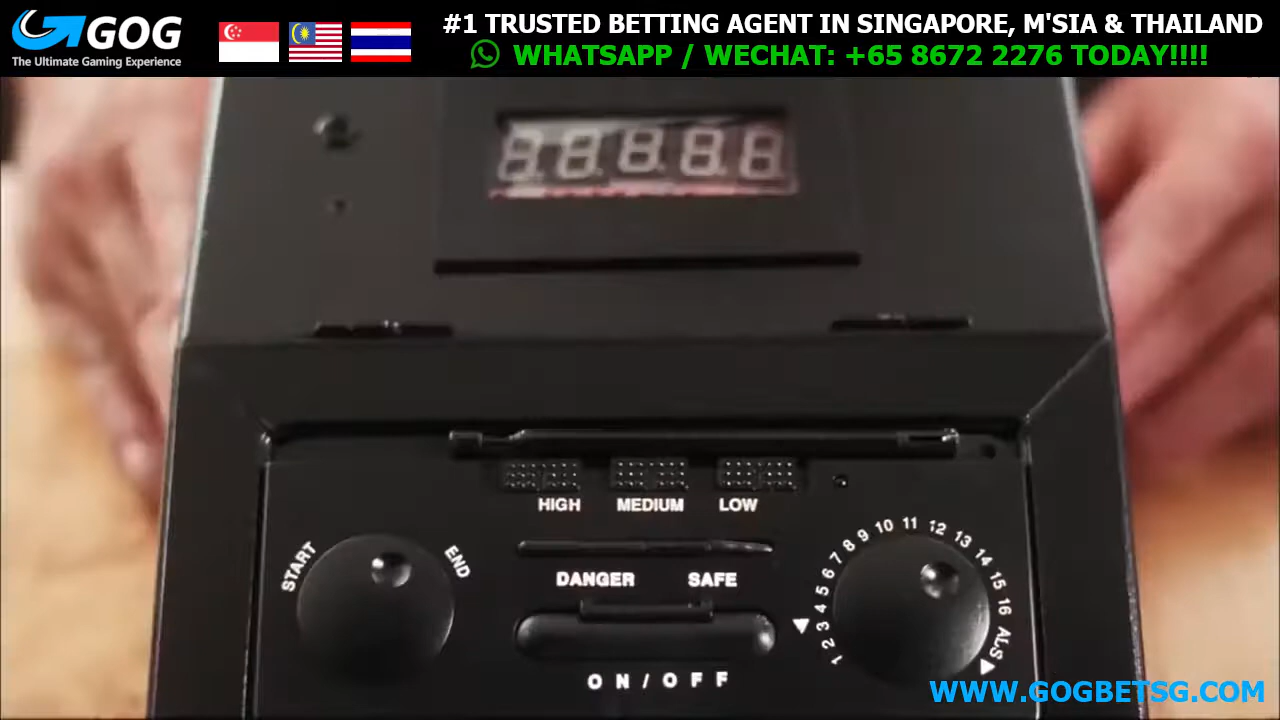 GOG
The Ultimate Gaming Experience
#1 TRUSTED BETTING AGENT IN SINGAPORE, M'SIA & THAILAND
WHATSAPP / WECHAT: +65 8672 2276 TODAY!!!!
88888
HIGH MEDIUM LOW
START END
DANGER SAFE
ON/OFF
1 2 3 4 5 6 7 8 9 10 11 12 13 14 15 16 ALS
WWW.GOGBETSG.COM